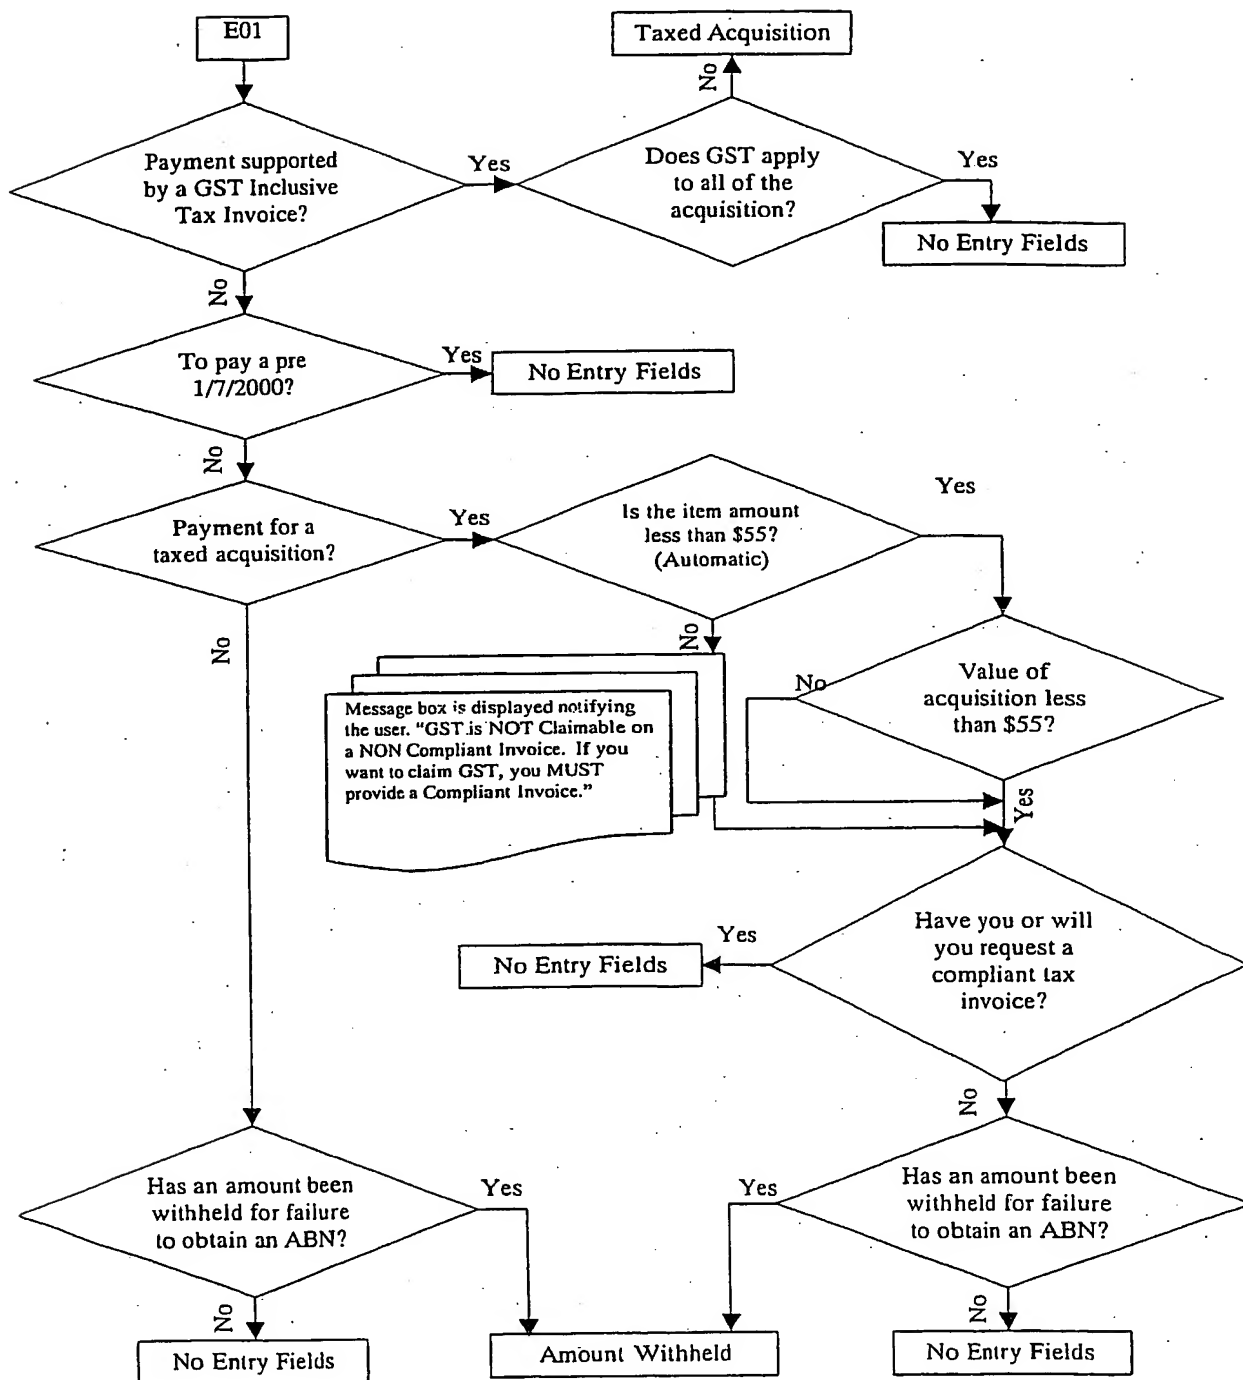 E01
Taxed Acquisition
No
Payment supported
by a GST Inclusive
Tax Invoice?
Yes
Does GST apply
to all of the
acquisition?
Yes
No Entry Fields
No
To pay a pre
1/7/2000?
Yes
No Entry Fields
No
Payment for a
taxed acquisition?
Yes
Is the item amount
less than $55?
(Automatic)
Yes
No
No
Message box is displayed notifying
the user. "GST is NOT Claimable on
a NON Compliant Invoice. If you
want to claim GST, you MUST
provide a Compliant Invoice."
No
Value of
acquisition less
than $55?
Yes
Have you or will
you request a
compliant tax
invoice?
Yes
No Entry Fields
No
Has an amount been
withheld for failure
to obtain an ABN?
Yes
Yes
Has an amount been
withheld for failure
to obtain an ABN?
No
No
No Entry Fields
Amount Withheld
No Entry Fields